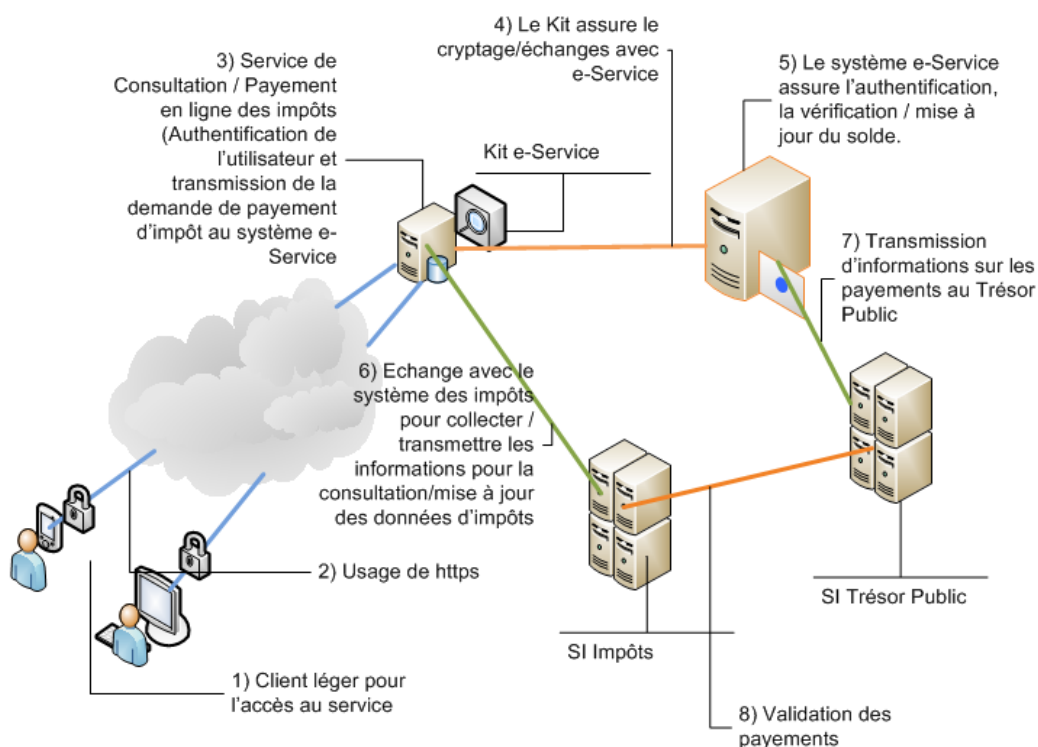 4) Le Kit assure le
cryptage/échanges avec
e-Service
3) Service de
Consultation / Payement
en ligne des impôts
(Authentification de
l'utilisateur et
transmission de la
demande de payement
d'impôt au système e-
Service
5) Le système e-Service
assure l'authentification,
la vérification / mise à
jour du solde.
Kit e-Service
7) Transmission
d'informations sur les
payements au Trésor
Public
6) Echange avec le
système des impôts
pour collecter /
transmettre les
informations pour la
consultation/mise à jour
des données d'impôts
2) Usage de https
SI Trésor Public
SI Impôts
1) Client léger pour
l'accès au service
8) Validation des
payements